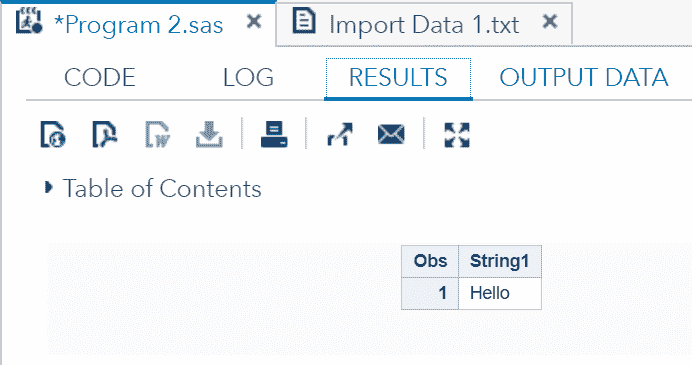 *Program 2.sas × Import Data 1.txt ×
CODE LOG RESULTS OUTPUT DATA
Table of Contents
Obs String1
1 Hello